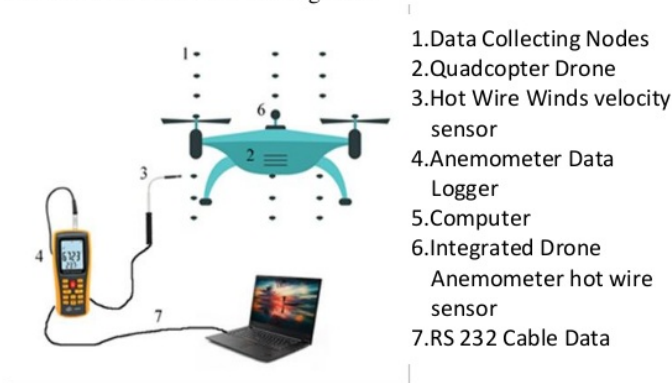 1
6
2
3
4
7
1.Data Collecting Nodes
2.Quadcopter Drone
3.Hot Wire Winds velocity
sensor
4.Anemometer Data
Logger
5.Computer
6.Integrated Drone
Anemometer hot wire
sensor
7.RS 232 Cable Data